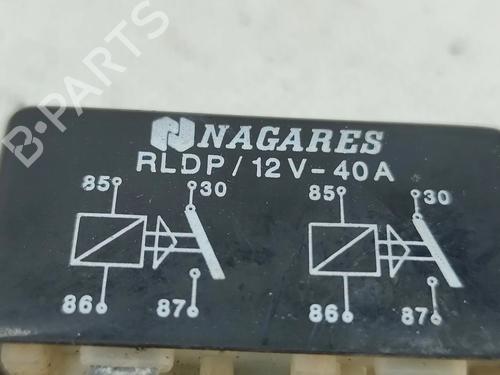 B-PARTS
NAGARES
RLDP/12V-40A
85 30 85 30
86 87 86 87